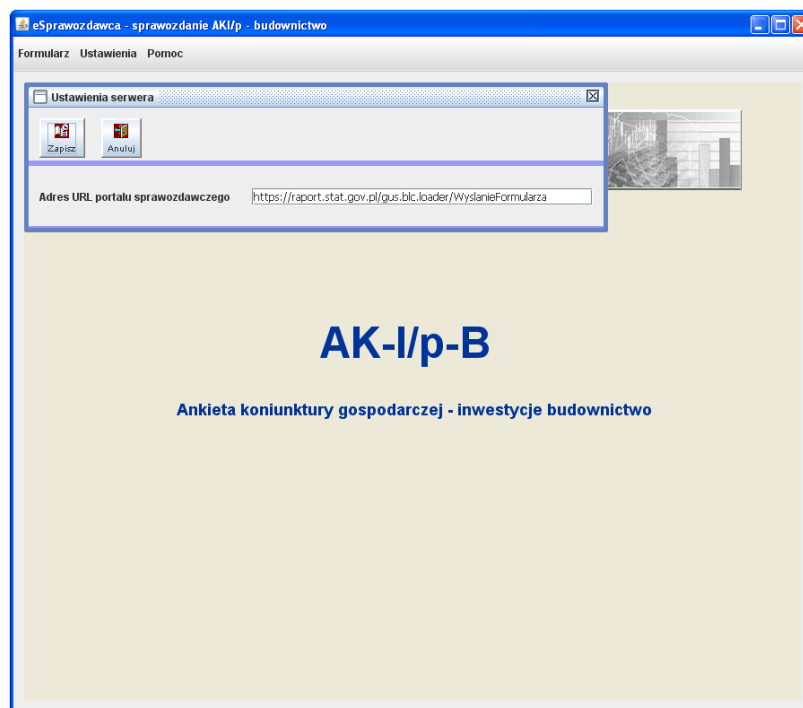 eSprawozdawca - sprawozdanie AKI/p - budownictwo
Formularz Ustawienia Pomoc
Ustawienia serwera
Zapisz Anuluj
Adres URL portalu sprawozdawczego https://raport.stat.gov.pl/gus.blc.loader/WyslanieFormularza
AK-I/p-B
Ankieta koniunktury gospodarczej - inwestycje budownictwo